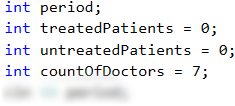 int period;
int treatedPatients = 0;
int untreatedPatients = 0;
int countOfDoctors = 7;